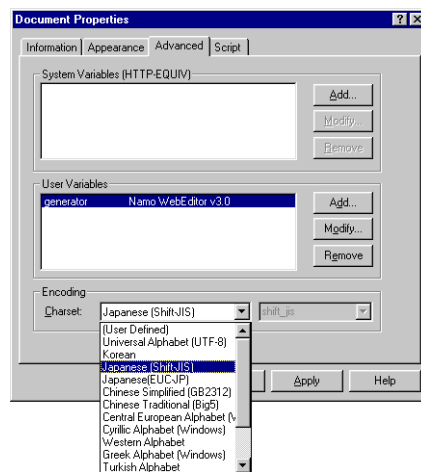 Document Properties
Information Appearance Advanced Script
System Variables (HTTP-EQUIV)
Add...
Modify...
Remove
User Variables
generator Namo WebEditor v3.0
Add...
Modify...
Remove
Encoding
Charset: Japanese (Shift-JIS) shift_jis
(User Defined)
Universal Alphabet (UTF-8)
Korean
Japanese (Shift-JIS)
Japanese(EUC-JP)
Chinese Simplified (GB2312)
Chinese Traditional (Big5)
Central European Alphabet
Cyrillic Alphabet (Windows)
Western Alphabet
Greek Alphabet (Windows)
Turkish Alphabet
Apply Help